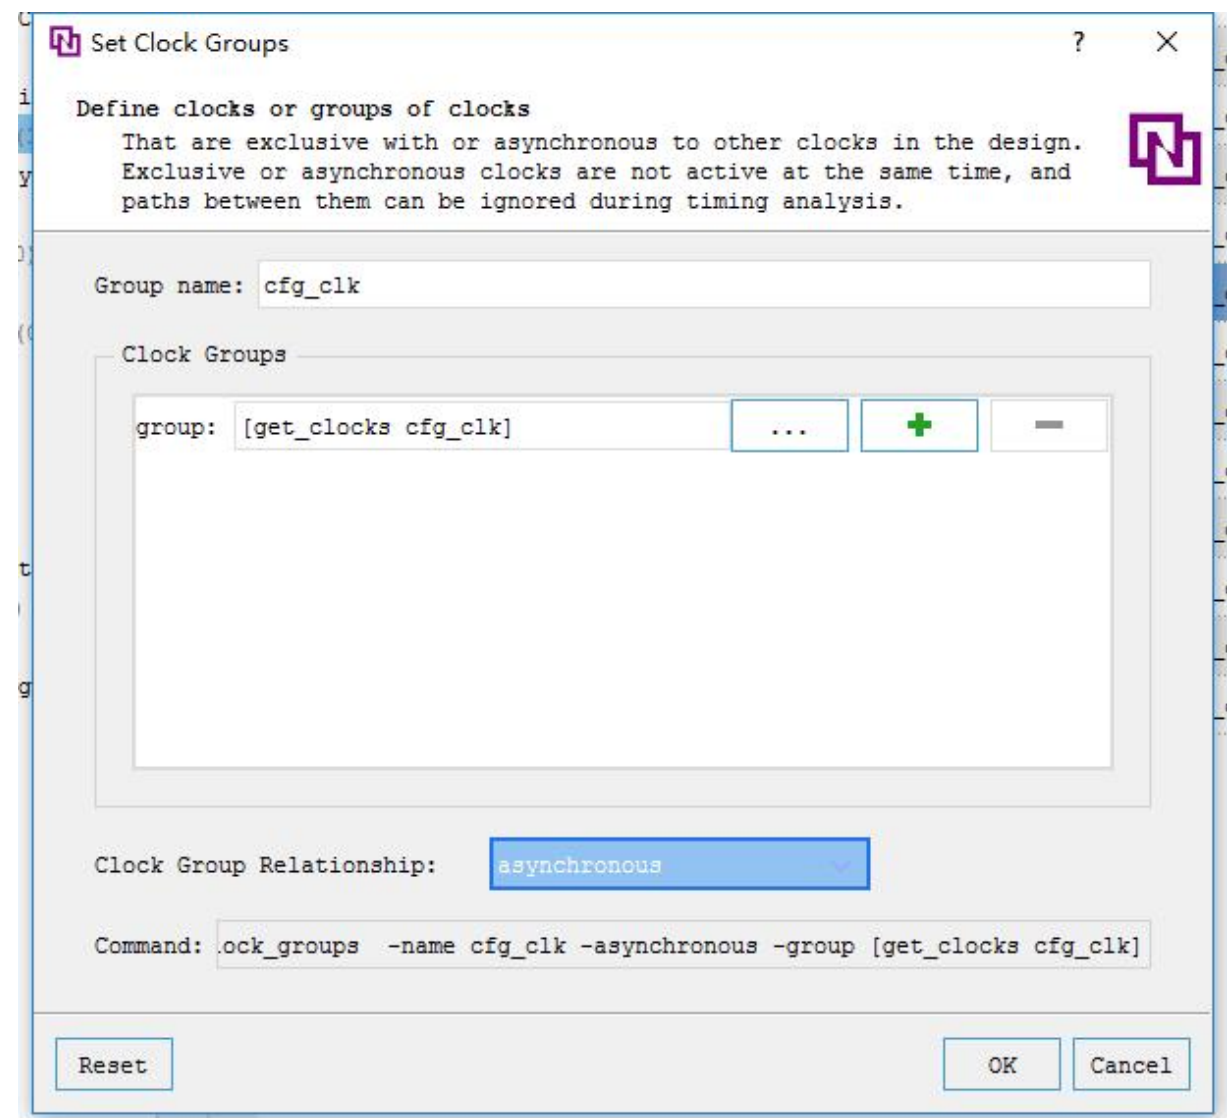 Set Clock Groups
?
Define clocks or groups of clocks
That are exclusive with or asynchronous to other clocks in the design.
Exclusive or asynchronous clocks are not active at the same time, and
paths between them can be ignored during timing analysis.
Group name: cfg_clk
Clock Groups
group: [get_clocks cfg_clk] ...
Clock Group Relationship: asynchronous
Command: ock_groups -name cfg_clk -asynchronous -group [get_clocks cfg_clk]
Reset OK Cancel